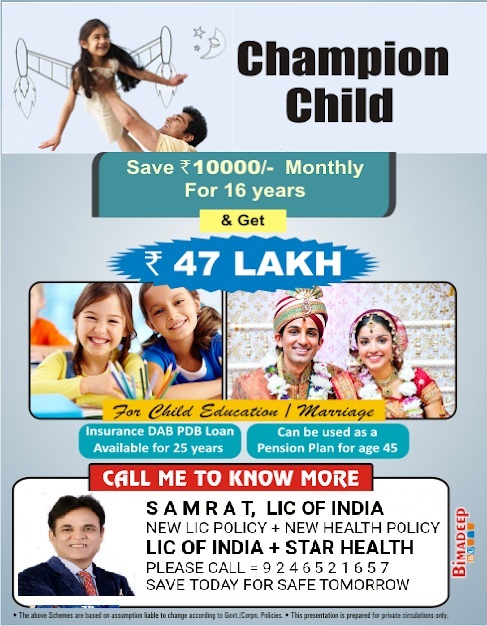 Champion
Child
Save ₹10000/- Monthly
For 16 years
& Get
₹ 47 LAKH
For Child Education / Marriage
Insurance DAB PDB Loan
Available for 25 years
Can be used as a
Pension Plan for age 45
CALL ME TO KNOW MORE
S A M R A T, LIC OF INDIA
NEW LIC POLICY + NEW HEALTH POLICY
LIC OF INDIA + STAR HEALTH
PLEASE CALL = 9 2 4 6 5 2 1 6 5 7
SAVE TODAY FOR SAFE TOMORROW
BIMADEEP
• The above Schemes are based on assumption liable to change according to Govt./Corpn. Policies. • This presentation is prepared for private circulations only.